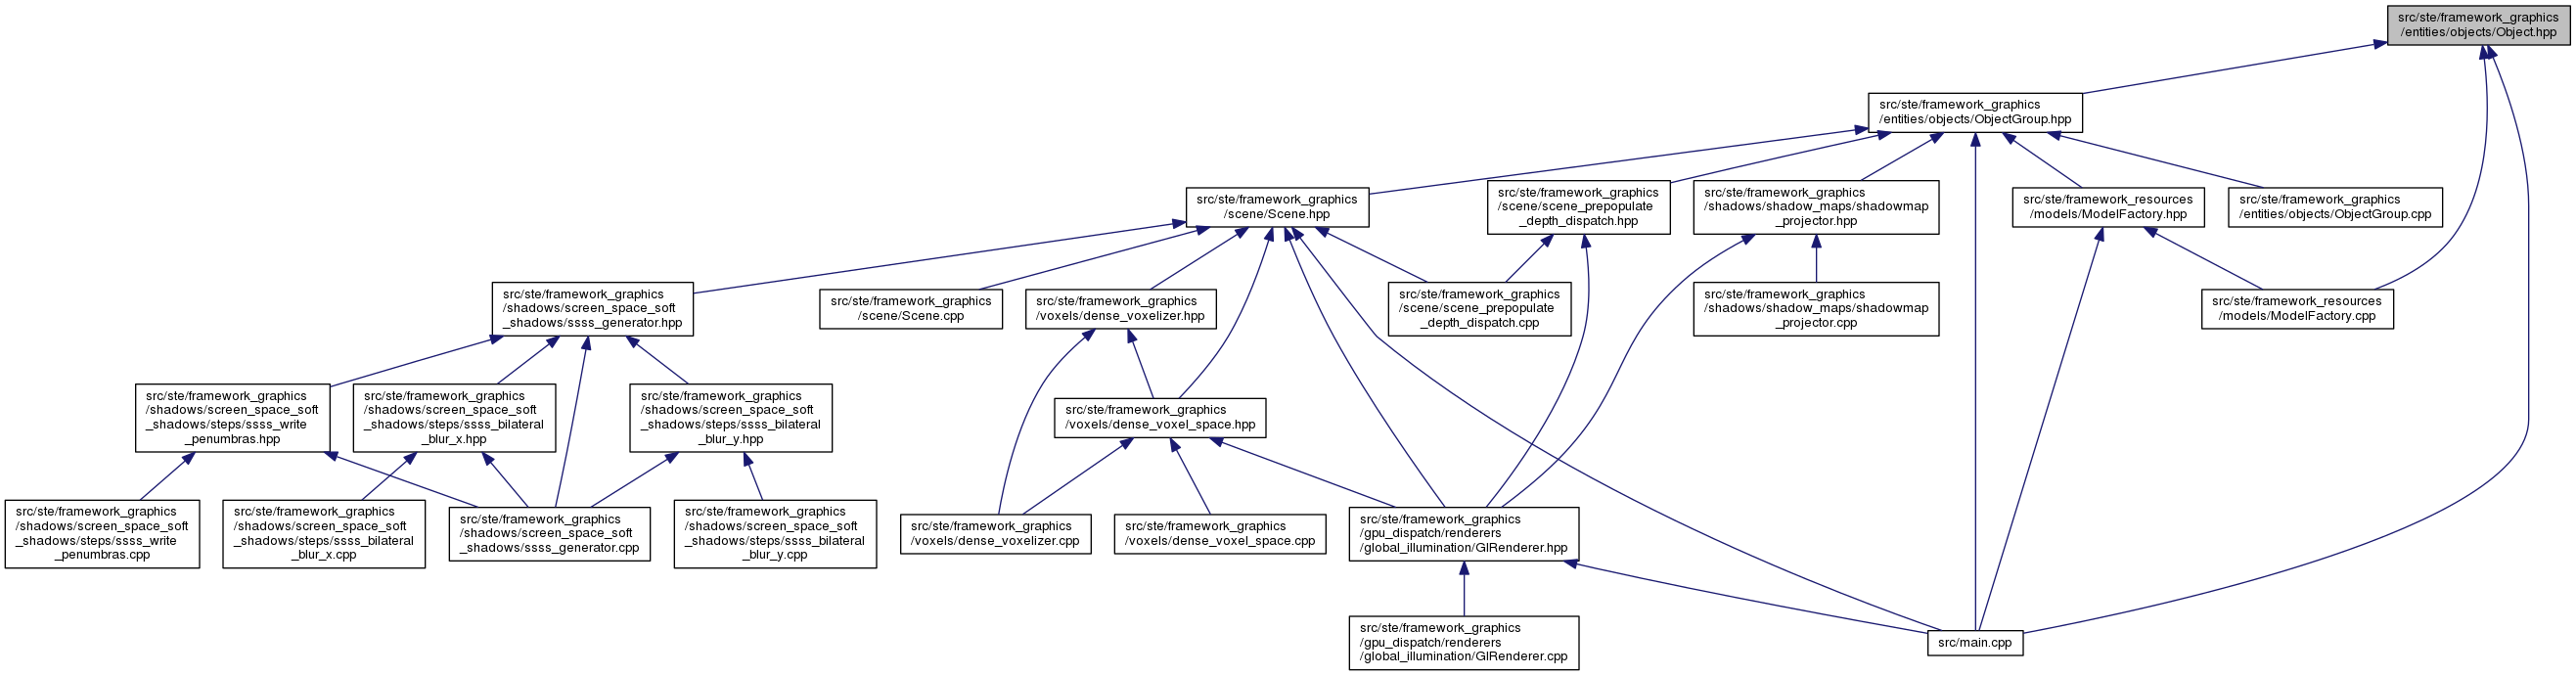 src/ste/framework_graphics
/entities/objects/Object.hpp
src/ste/framework_graphics
/entities/objects/ObjectGroup.hpp
src/ste/framework_graphics
/scene/Scene.hpp
src/ste/framework_graphics
/scene/scene_prepopulate
_depth_dispatch.hpp
src/ste/framework_graphics
/shadows/shadow_maps/shadowmap
_projector.hpp
src/ste/framework_resources
/models/ModelFactory.hpp
src/ste/framework_graphics
/entities/objects/ObjectGroup.cpp
src/ste/framework_graphics
/shadows/screen_space_soft
_shadows/ssss_generator.hpp
src/ste/framework_graphics
/scene/Scene.cpp
src/ste/framework_graphics
/voxels/dense_voxelizer.hpp
src/ste/framework_graphics
/scene/scene_prepopulate
_depth_dispatch.cpp
src/ste/framework_graphics
/shadows/shadow_maps/shadowmap
_projector.cpp
src/ste/framework_resources
/models/ModelFactory.cpp
src/ste/framework_graphics
/shadows/screen_space_soft
_shadows/steps/ssss_write
_penumbras.hpp
src/ste/framework_graphics
/shadows/screen_space_soft
_shadows/steps/ssss_bilateral
_blur_x.hpp
src/ste/framework_graphics
/shadows/screen_space_soft
_shadows/steps/ssss_bilateral
_blur_y.hpp
src/ste/framework_graphics
/voxels/dense_voxel_space.hpp
src/ste/framework_graphics
/shadows/screen_space_soft
_shadows/steps/ssss_write
_penumbras.cpp
src/ste/framework_graphics
/shadows/screen_space_soft
_shadows/steps/ssss_bilateral
_blur_x.cpp
src/ste/framework_graphics
/shadows/screen_space_soft
_shadows/ssss_generator.cpp
src/ste/framework_graphics
/shadows/screen_space_soft
_shadows/steps/ssss_bilateral
_blur_y.cpp
src/ste/framework_graphics
/voxels/dense_voxelizer.cpp
src/ste/framework_graphics
/voxels/dense_voxel_space.cpp
src/ste/framework_graphics
/gpu_dispatch/renderers
/global_illumination/GIRenderer.hpp
src/ste/framework_graphics
/gpu_dispatch/renderers
/global_illumination/GIRenderer.cpp
src/main.cpp